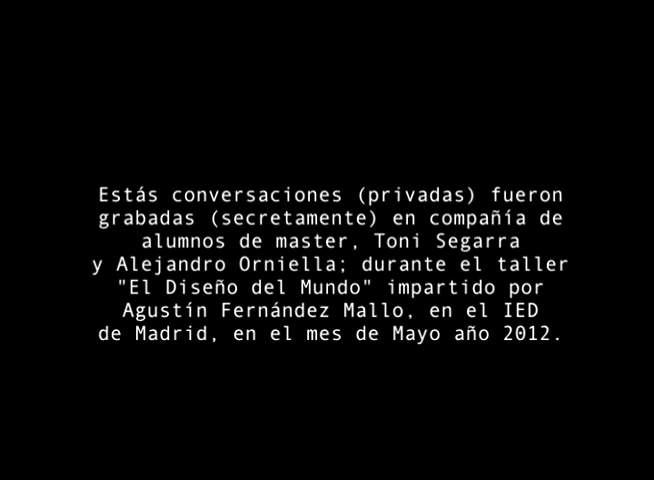 Estás conversaciones (privadas) fueron
grabadas (secretamente) en compañía de
alumnos de master, Toni Segarra
y Alejandro Orniella; durante el taller
"El Diseño del Mundo" impartido por
Agustín Fernández Mallo, en el IED
de Madrid, en el mes de Mayo año 2012.